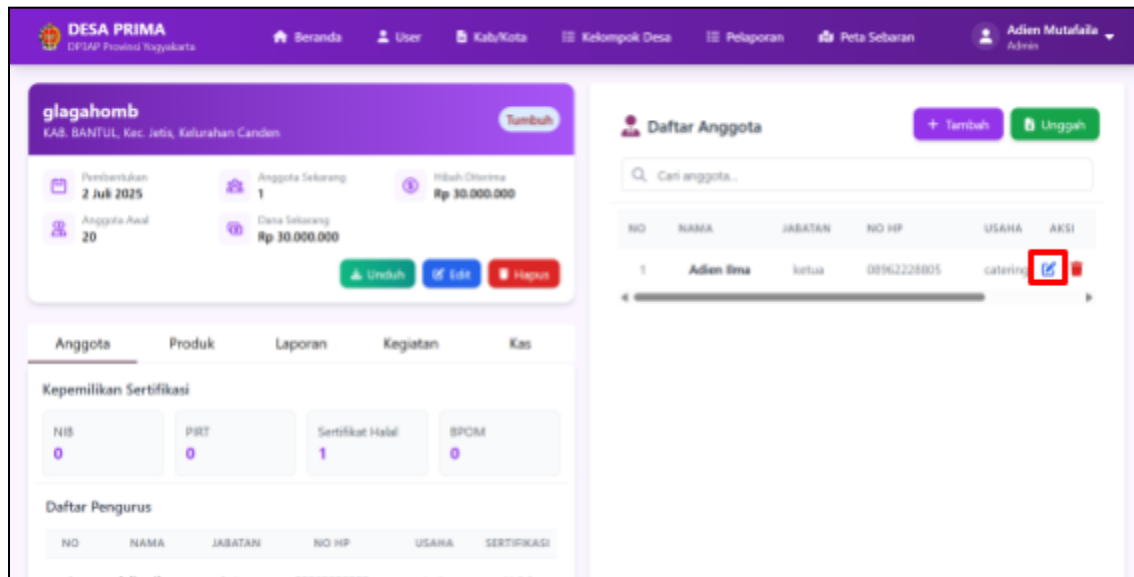 DESA PRIMA
DP3AP Provinsi Yogyakarta
Beranda
User
Kab/Kota
Kelompok Desa
Pelaporan
Peta Sebaran
Adien Mutafaila
Admin
glagahomb
KAB. BANTUL, Kec. Jetis, Kelurahan Canden
Tumbuh
Pembentukan
2 Juli 2025
Anggota Sekarang
1
Hibah Diterima
Rp 30.000.000
Anggota Awal
20
Dana Sekarang
Rp 30.000.000
Unduh
Edit
Hapus
Anggota
Produk
Laporan
Kegiatan
Kas
Kepemilikan Sertifikasi
NIB
0
PIRT
0
Sertifikat Halal
1
BPOM
0
Daftar Pengurus
NO NAMA JABATAN NO HP USAHA SERTIFIKASI
Daftar Anggota
+ Tambah
Unggah
Cari anggota...
NO NAMA JABATAN NO HP USAHA AKSI
1 Adien Ilma ketua 08962228805 catering